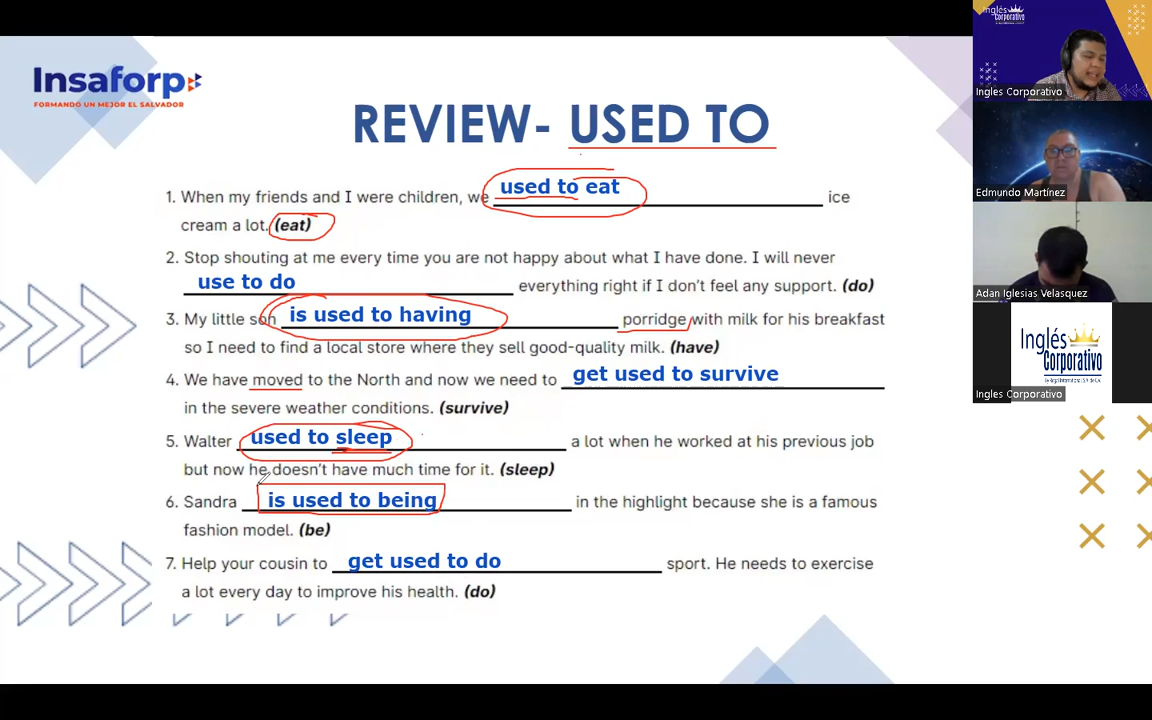 Insaforp
FORMANDO UN MEJOR EL SALVADOR
REVIEW- USED TO
1. When my friends and I were children, we used to eat ice
cream a lot. (eat)
2. Stop shouting at me every time you are not happy about what I have done. I will never
use to do everything right if I don't feel any support. (do)
3. My little son is used to having porridge with milk for his breakfast
so I need to find a local store where they sell good-quality milk. (have)
4. We have moved to the North and now we need to get used to survive
in the severe weather conditions. (survive)
5. Walter used to sleep a lot when he worked at his previous job
but now he doesn't have much time for it. (sleep)
6. Sandra is used to being in the highlight because she is a famous
fashion model. (be)
7. Help your cousin to get used to do sport. He needs to exercise
a lot every day to improve his health. (do)
Inglés
Corporativo
Ingles Corporativo
Edmundo Martínez
Adan Iglesias Velasquez
Inglés
Corporativo
Ingles Corporativo